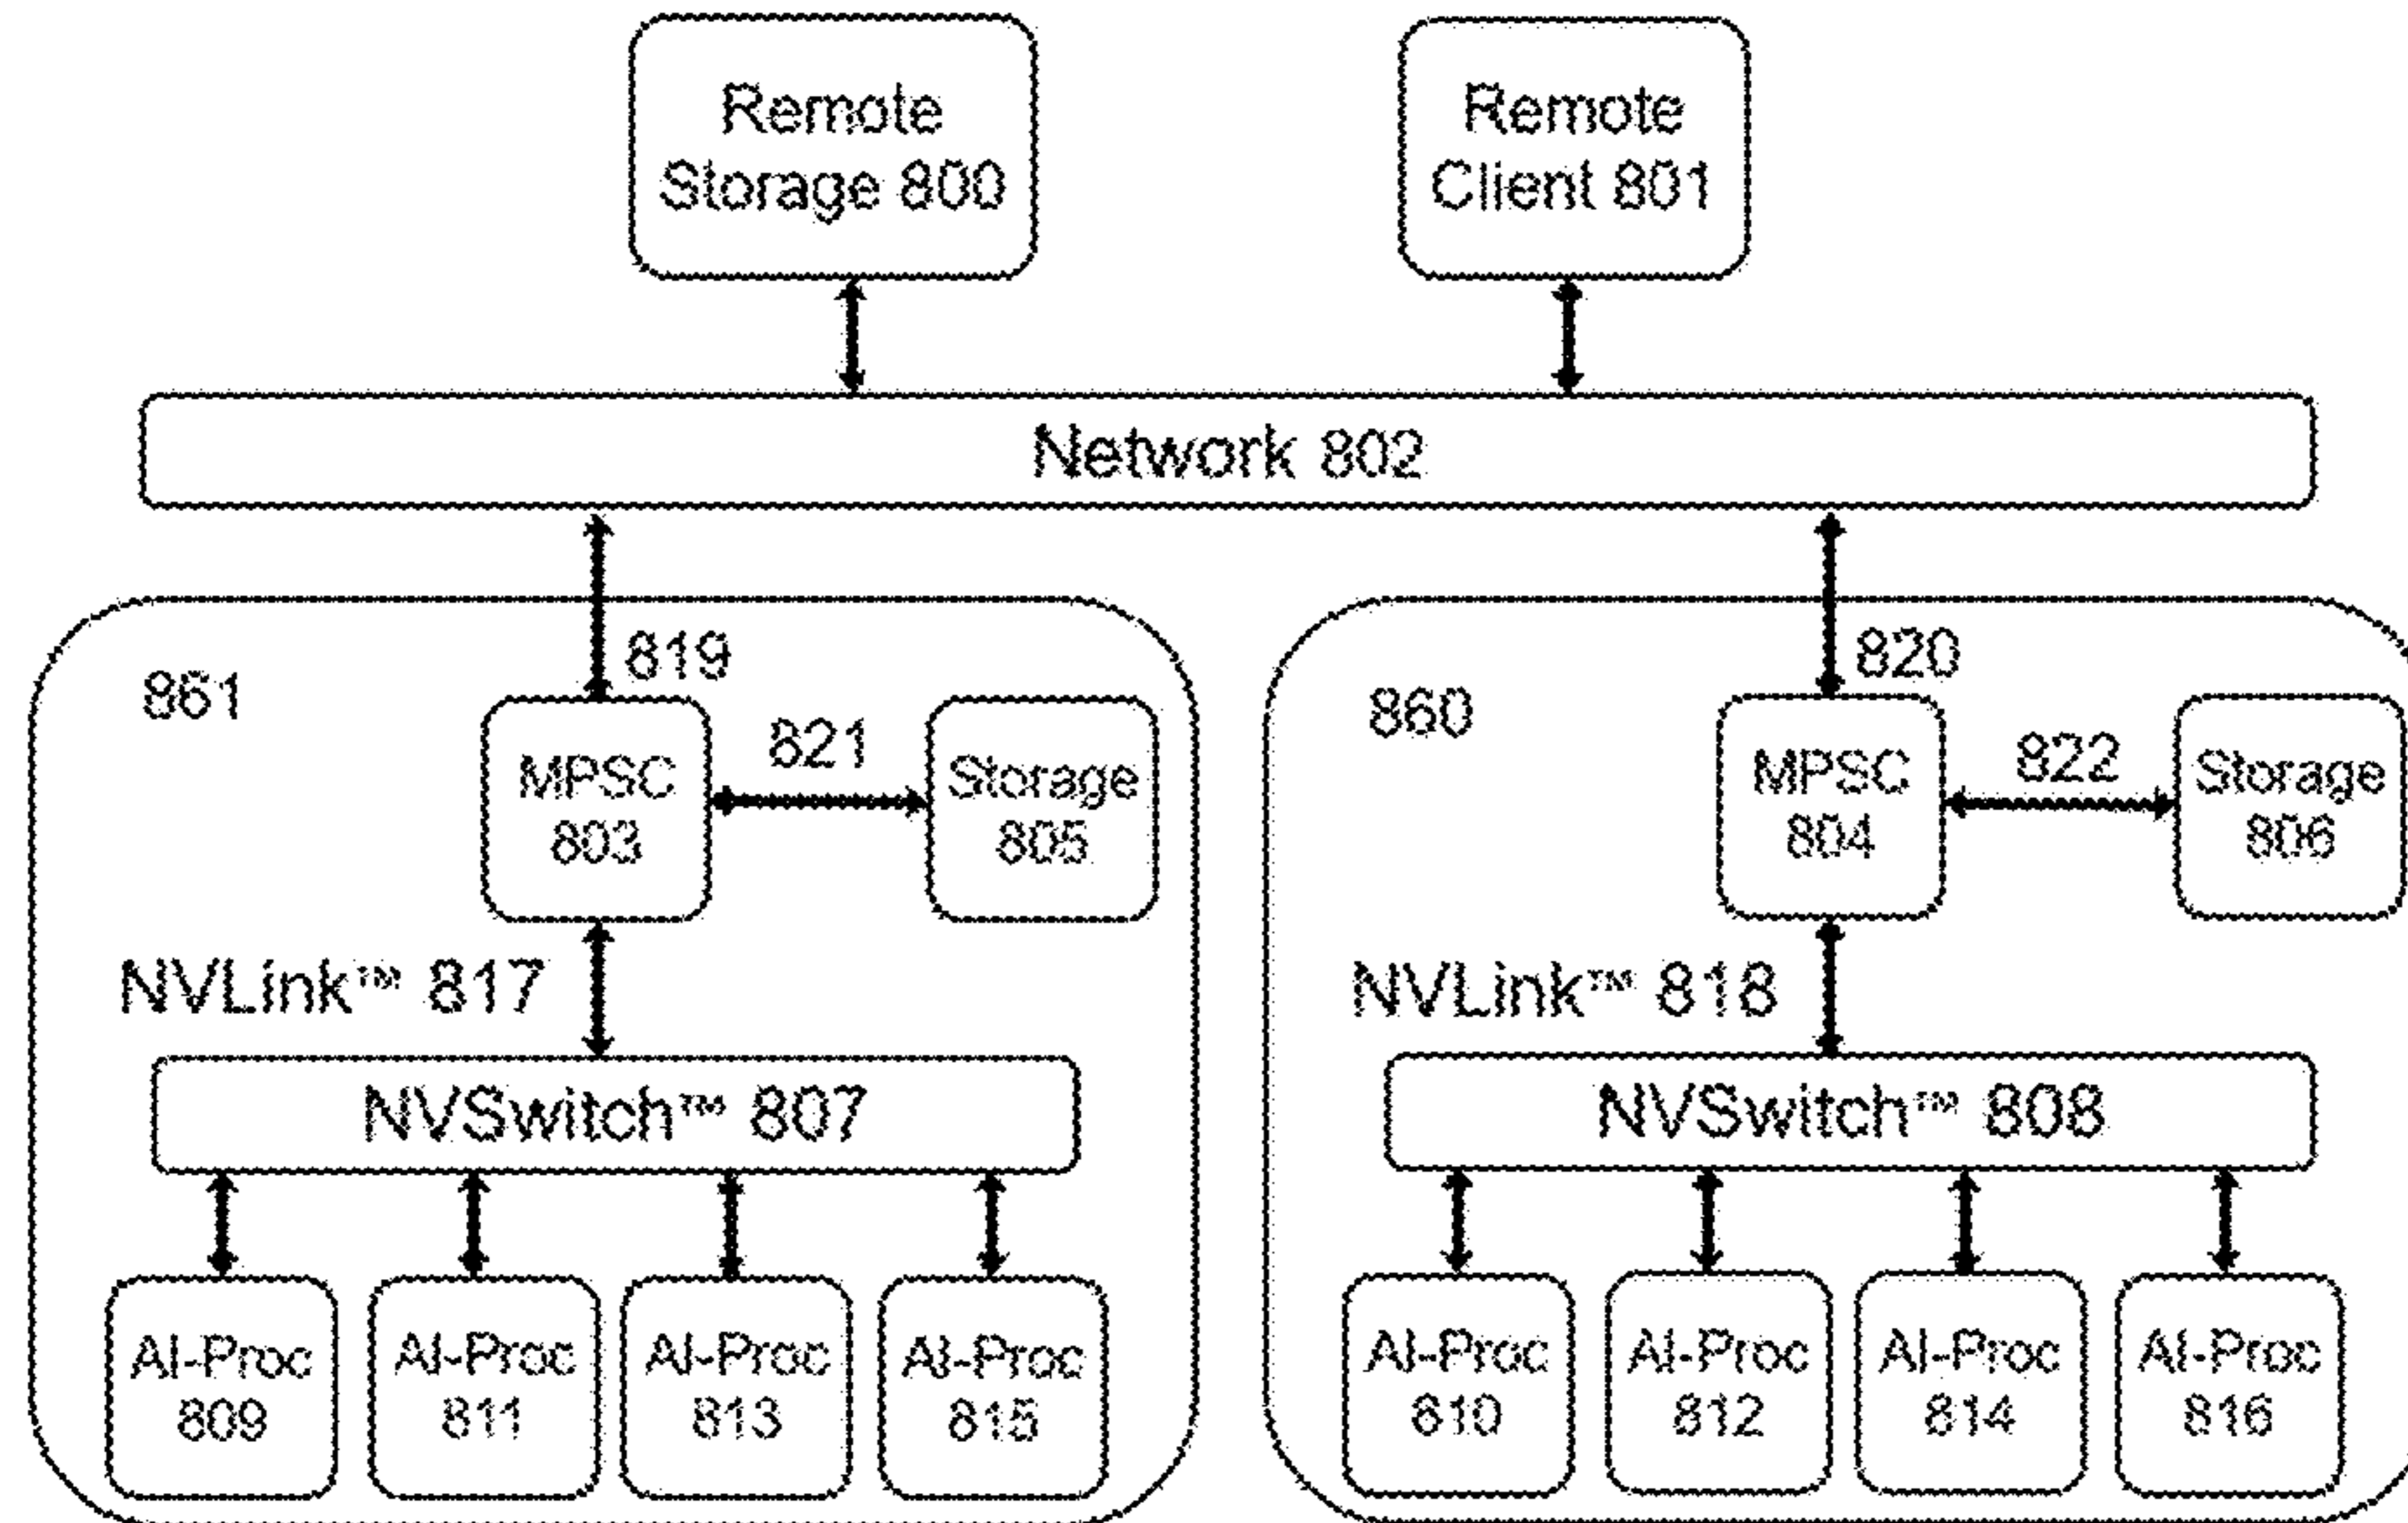 Remote
Storage 800
Remote
Client 801
Network 802
861
819
MPSC
803
821
Storage
805
NVLink™ 817
NVSwitch™ 807
AI-Proc
809
AI-Proc
811
AI-Proc
813
AI-Proc
815
860
820
MPSC
804
822
Storage
806
NVLink™ 818
NVSwitch™ 808
AI-Proc
810
AI-Proc
812
AI-Proc
814
AI-Proc
816